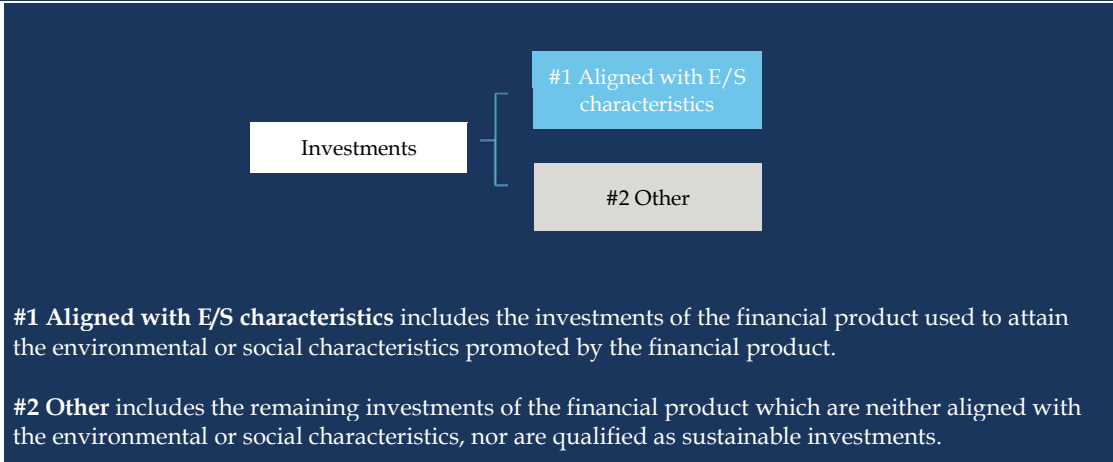 #1 Aligned with E/S
characteristics
Investments
#2 Other
#1 Aligned with E/S characteristics includes the investments of the financial product used to attain
the environmental or social characteristics promoted by the financial product.
#2 Other includes the remaining investments of the financial product which are neither aligned with
the environmental or social characteristics, nor are qualified as sustainable investments.